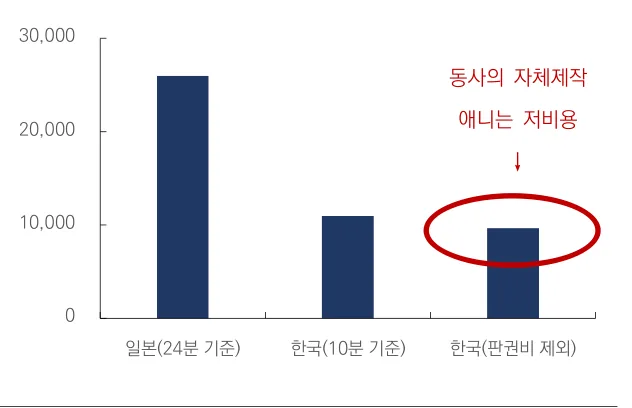 30,000
20,000
10,000
0
동사의 자체제작
애니는 저비용
일본(24분 기준)
한국(10분 기준)
한국(판권비 제외)